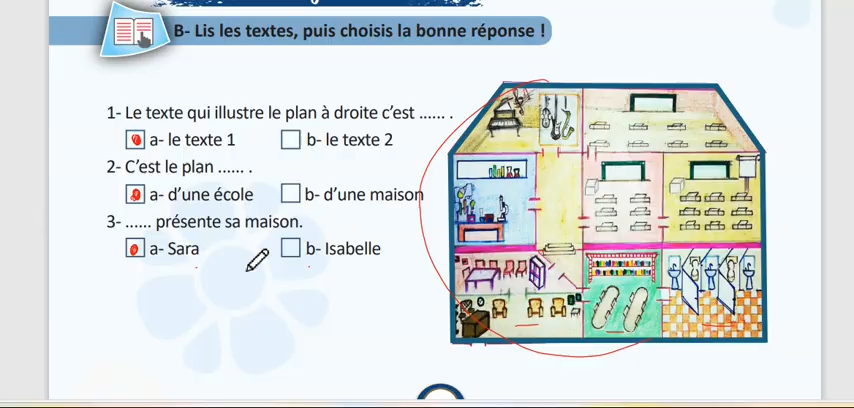 B- Lis les textes, puis choisis la bonne réponse !
1- Le texte qui illustre le plan à droite c'est ...... .
a- le texte 1 b- le texte 2
2- C'est le plan ...... .
a- d'une école b- d'une maison
3- ...... présente sa maison.
a- Sara b- Isabelle